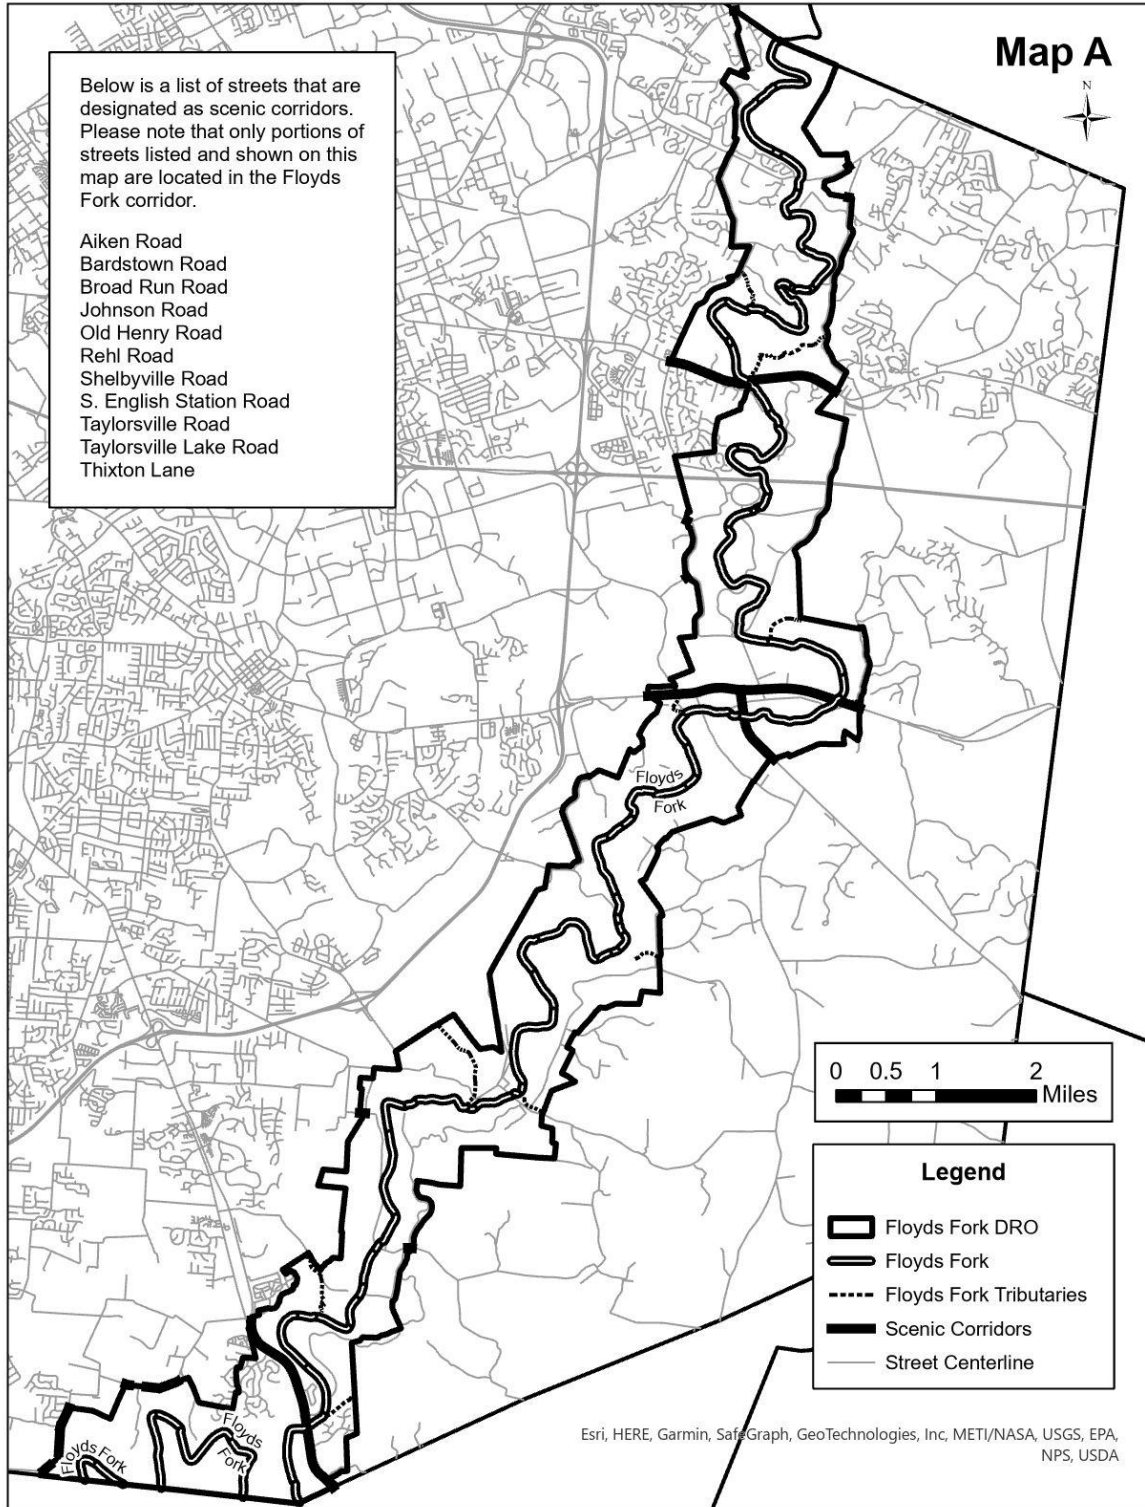 Map A
N
Below is a list of streets that are
designated as scenic corridors.
Please note that only portions of
streets listed and shown on this
map are located in the Floyds
Fork corridor.
Aiken Road
Bardstown Road
Broad Run Road
Johnson Road
Old Henry Road
Rehl Road
Shelbyville Road
S. English Station Road
Taylorsville Road
Taylorsville Lake Road
Thixton Lane
Floyds
Fork
0 0.5 1 2
Miles
Legend
Floyds Fork DRO
Floyds Fork
Floyds Fork Tributaries
Scenic Corridors
Street Centerline
Floyds
Fork
Floyds Fork
Esri, HERE, Garmin, SafeGraph, GeoTechnologies, Inc, METI/NASA, USGS, EPA,
NPS, USDA